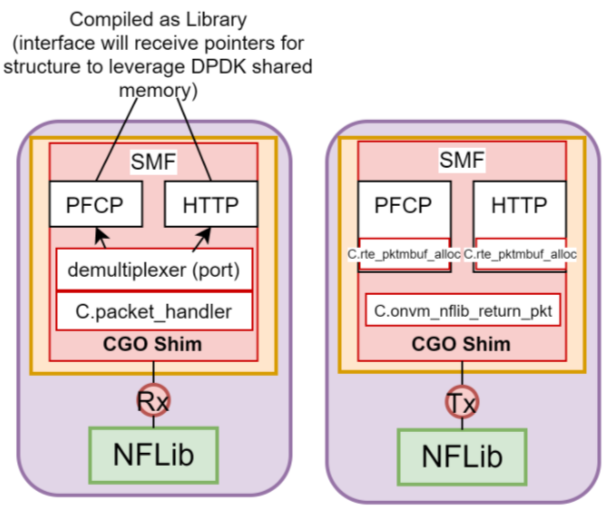 Compiled as Library
(interface will receive pointers for
structure to leverage DPDK shared
memory)
SMF
PFCP
HTTP
demultiplexer (port)
C.packet_handler
CGO Shim
Rx
NFLib
SMF
PFCP
HTTP
C.rte_pktmbuf_alloc
C.rte_pktmbuf_alloc
C.onvm_nflib_return_pkt
CGO Shim
Tx
NFLib